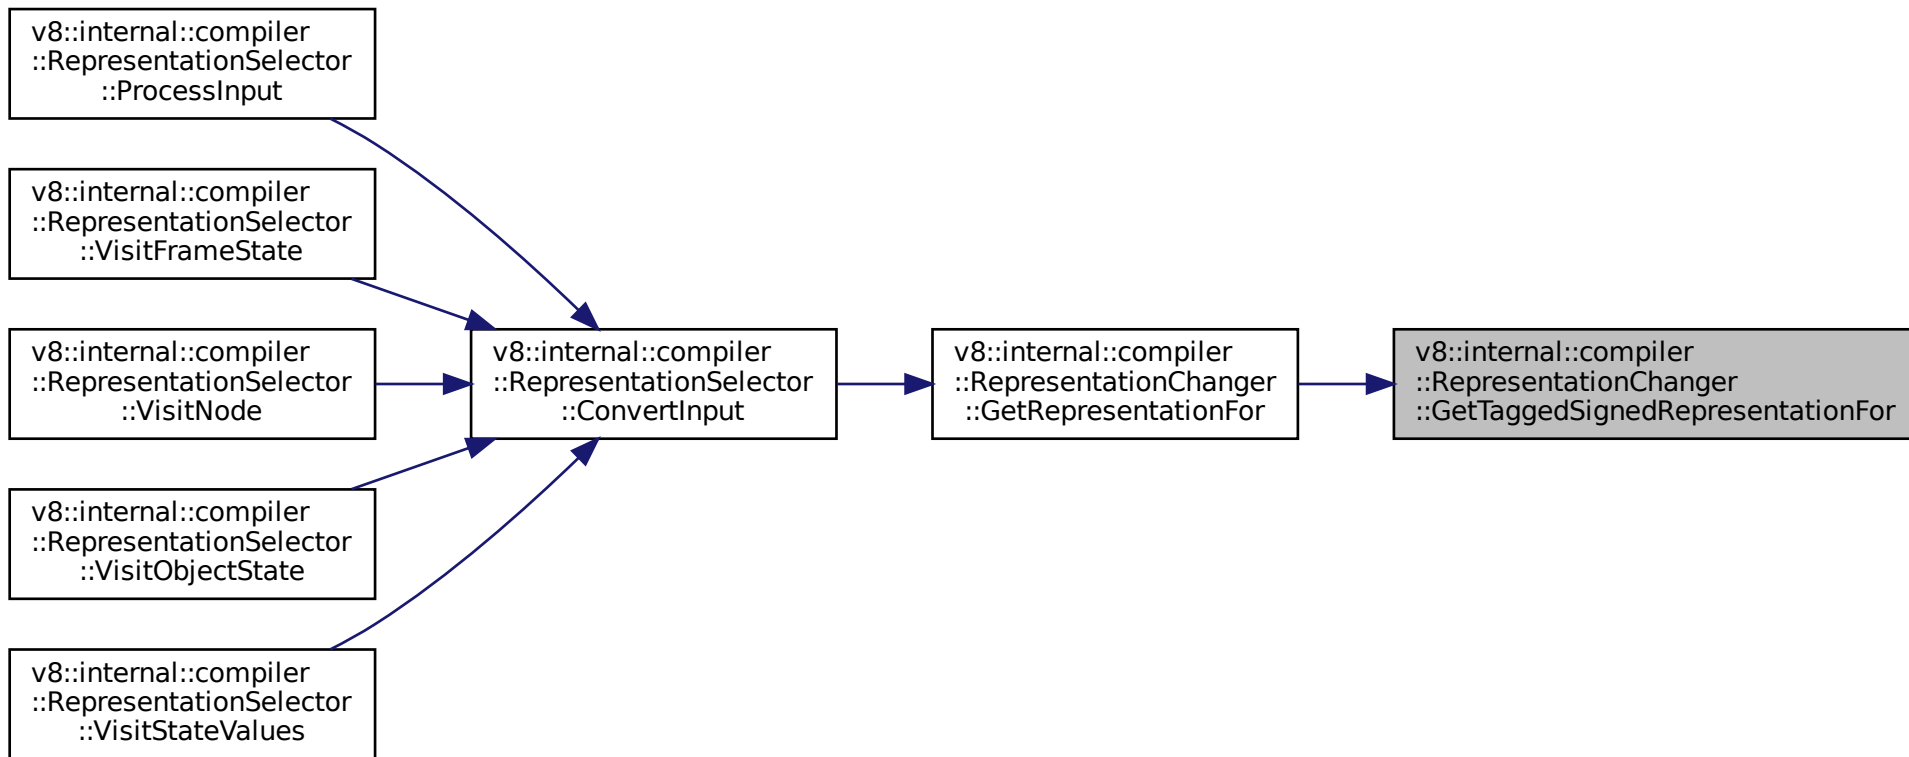 v8::internal::compiler
::RepresentationSelector
::ProcessInput
v8::internal::compiler
::RepresentationSelector
::VisitFrameState
v8::internal::compiler
::RepresentationSelector
::VisitNode
v8::internal::compiler
::RepresentationSelector
::VisitObjectState
v8::internal::compiler
::RepresentationSelector
::VisitStateValues
v8::internal::compiler
::RepresentationSelector
::ConvertInput
v8::internal::compiler
::RepresentationChanger
::GetRepresentationFor
v8::internal::compiler
::RepresentationChanger
::GetTaggedSignedRepresentationFor